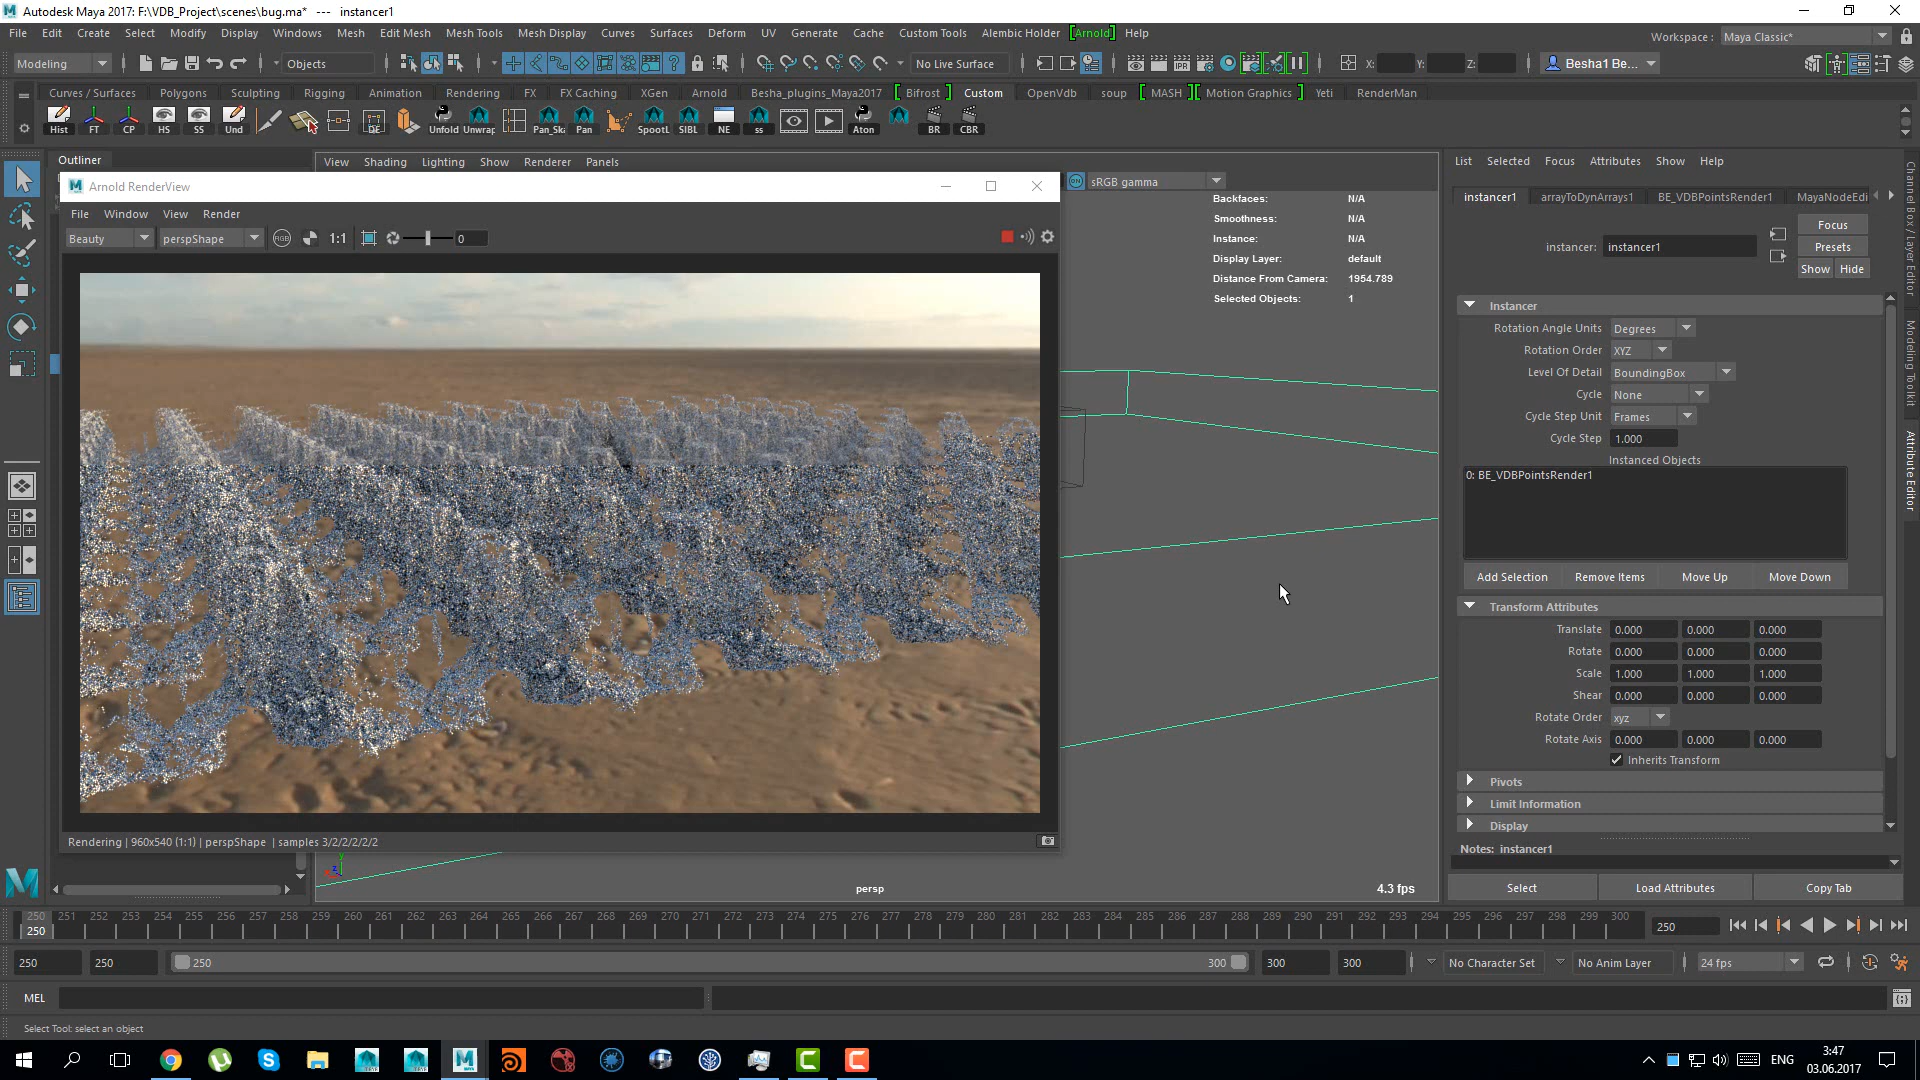 Autodesk Maya 2017: F:\VDB_Project\scenes\bug.ma*  ---  instancer1
File Edit Create Select Modify Display Windows Mesh Edit Mesh Mesh Tools Mesh Display Curves Surfaces Deform UV Generate Cache Custom Tools Alembic Holder [Arnold] Help
Workspace : Maya Classic*
Modeling Objects No Live Surface X: Y: Z: Besha1 Be...
Curves / Surfaces Polygons Sculpting Rigging Animation Rendering FX FX Caching XGen Arnold Besha_plugins_Maya2017 [ Bifrost ] Custom OpenVdb soup [ MASH ] [ Motion Graphics ] Yeti RenderMan
Hist FT CP HS SS Und Unfold Unwrap Pan_Sk Pan SpootL SIBL NE ss Aton BR CBR
Outliner
View Shading Lighting Show Renderer Panels
List Selected Focus Attributes Show Help
Arnold RenderView
sRGB gamma
File Window View Render
Beauty perspShape 1:1 0
Backfaces: N/A
Smoothness: N/A
Instance: N/A
Display Layer: default
Distance From Camera: 1954.789
Selected Objects: 1
instancer1 arrayToDynArrays1 BE_VDBPointsRender1 MayaNodeEdi
Focus
instancer: instancer1
Presets
Show Hide
Instancer
Rotation Angle Units Degrees
Rotation Order XYZ
Level Of Detail BoundingBox
Cycle None
Cycle Step Unit Frames
Cycle Step 1.000
Instanced Objects
0: BE_VDBPointsRender1
Add Selection Remove Items Move Up Move Down
Transform Attributes
Translate 0.000 0.000 0.000
Rotate 0.000 0.000 0.000
Scale 1.000 1.000 1.000
Shear 0.000 0.000 0.000
Rotate Order xyz
Rotate Axis 0.000 0.000 0.000
Inherits Transform
Pivots
Limit Information
Display
Notes: instancer1
Select Load Attributes Copy Tab
Channel Box / Layer Editor
Modeling Toolkit
Attribute Editor
Rendering | 960x540 (1:1) | perspShape | samples 3/2/2/2/2/2
persp
4.3 fps
250 251 252 253 254 255 256 257 258 259 260 261 262 263 264 265 266 267 268 269 270 271 272 273 274 275 276 277 278 279 280 281 282 283 284 285 286 287 288 289 290 291 292 293 294 295 296 297 298 299 300
250 250
250 250 250 300 300 300 No Character Set No Anim Layer 24 fps
MEL
Select Tool: select an object
ENG
3:47
03.06.2017